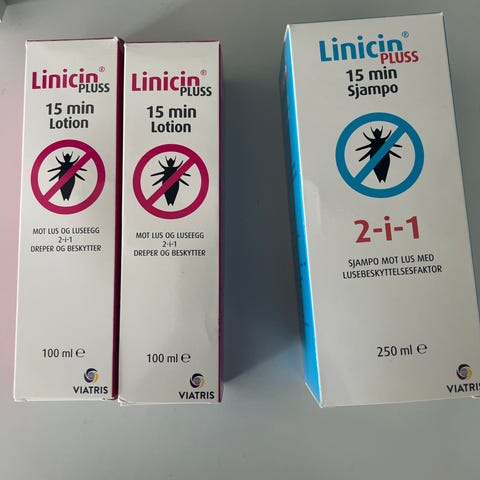 Linicin®
PLUSS
15 min
Lotion
MOT LUS OG LUSEEGG
2-i-1
DREPER OG BESKYTTER
100 ml ℮
VIATRIS
Linicin®
PLUSS
15 min
Lotion
MOT LUS OG LUSEEGG
2-i-1
DREPER OG BESKYTTER
100 ml ℮
VIATRIS
Linicin®
PLUSS
15 min
Sjampo
2-i-1
SJAMPO MOT LUS MED
LUSEBESKYTTELSESFAKTOR
250 ml ℮
VIATRIS